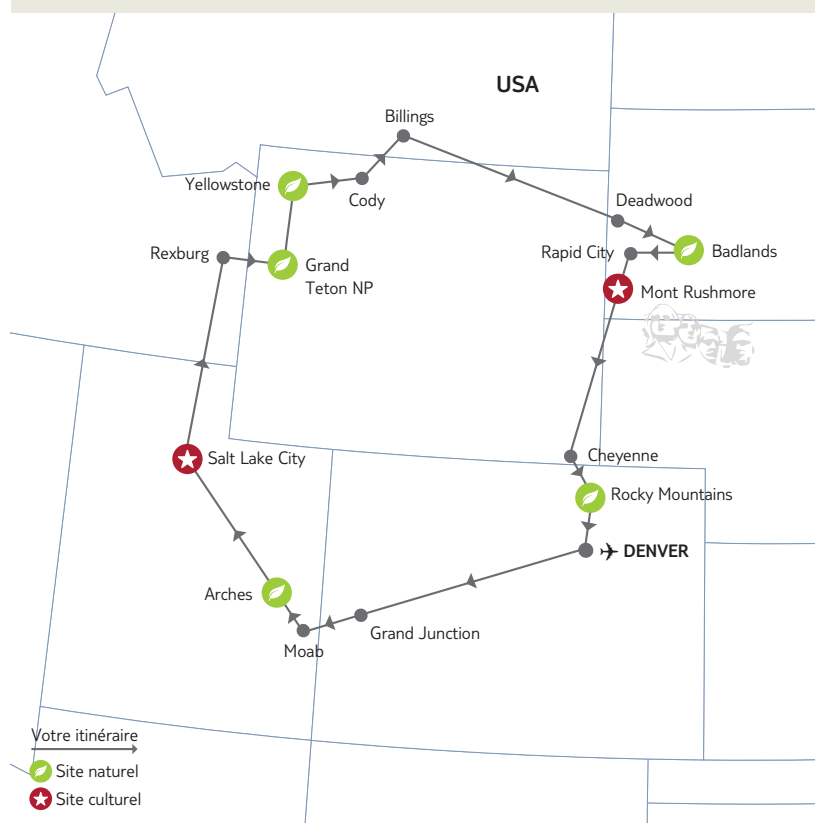 USA
Billings
Yellowstone
Cody
Deadwood
Rexburg
Grand
Teton NP
Rapid City
Badlands
Mont Rushmore
Salt Lake City
Cheyenne
Rocky Mountains
DENVER
Arches
Grand Junction
Moab
Votre itinéraire
Site naturel
Site culturel